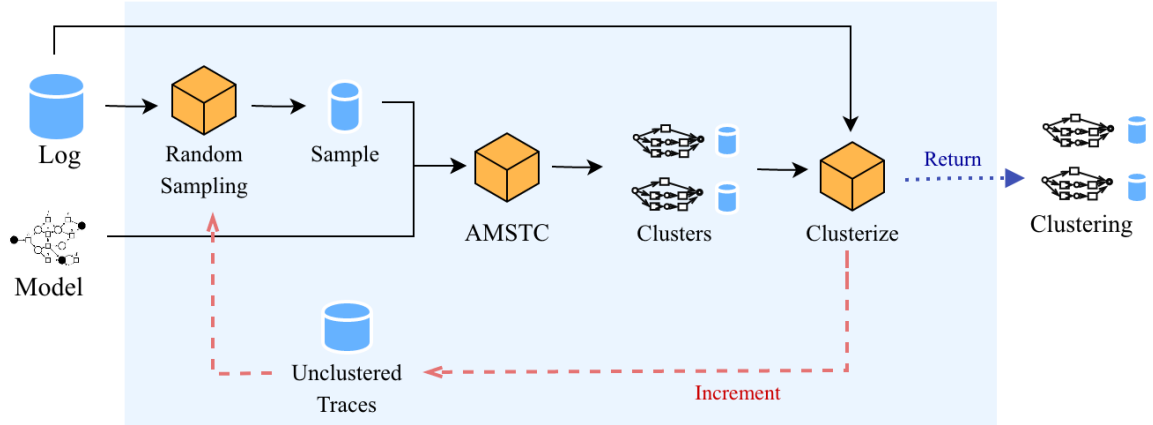 Log
Random
Sampling
Sample
Model
AMSTC
Clusters
Clusterize
Return
Clustering
Unclustered
Traces
Increment